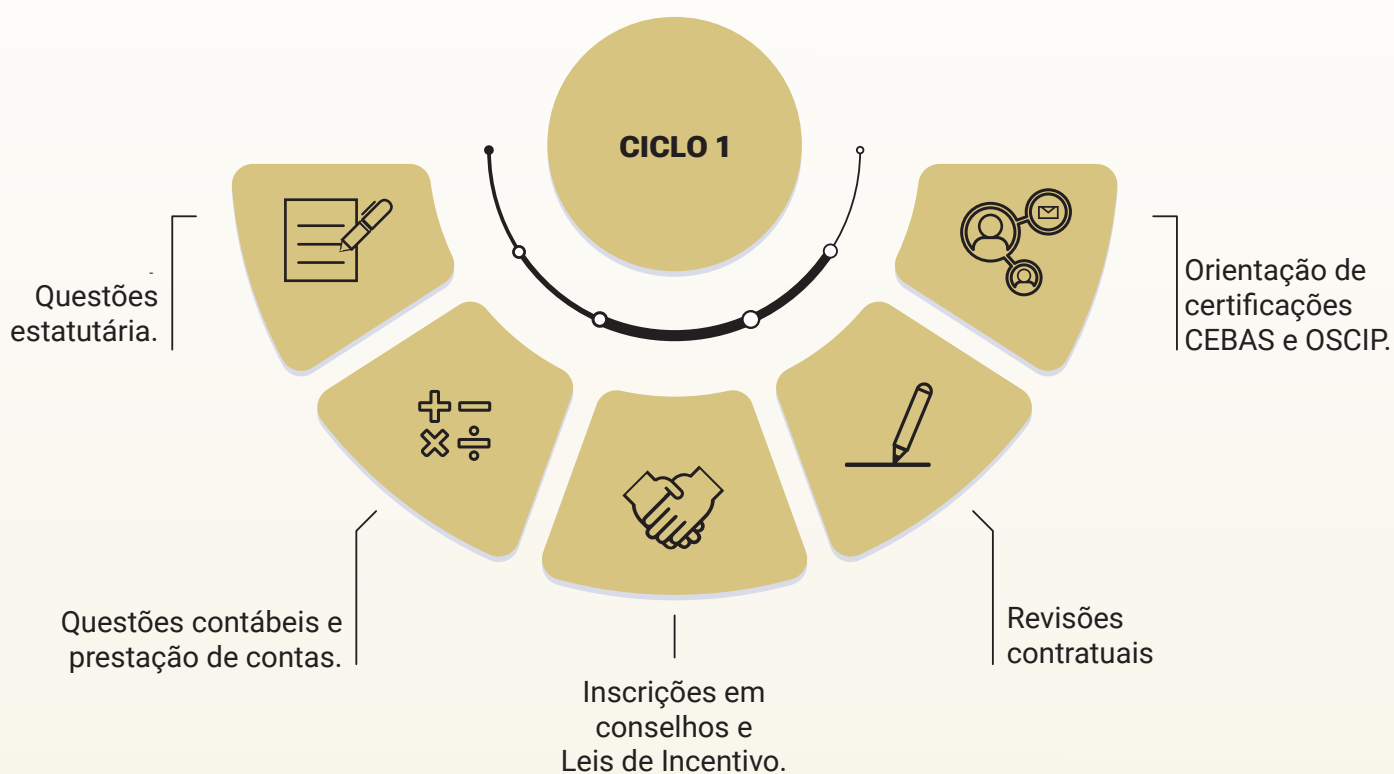 CICLO 1
Questões
estatutária.
Questões contábeis e
prestação de contas.
Inscrições em
conselhos e
Leis de Incentivo.
Revisões
contratuais
Orientação de
certificações
CEBAS e OSCIP.